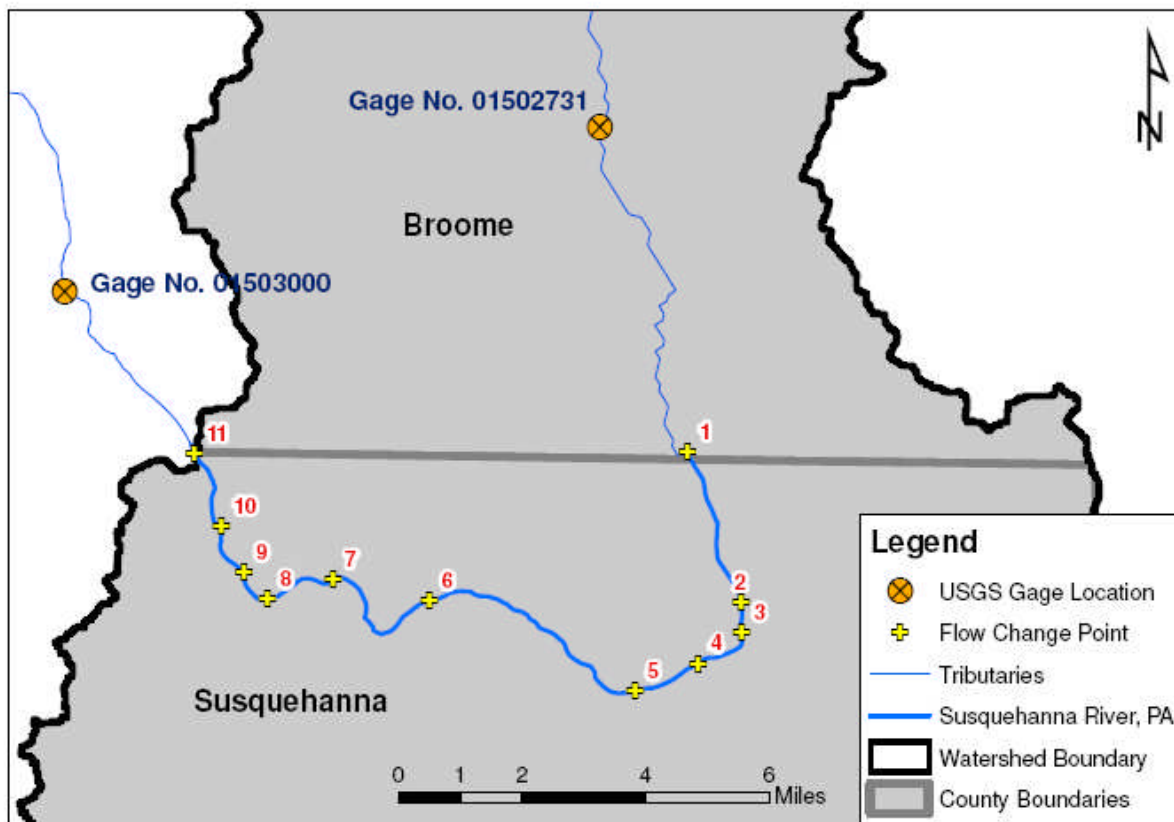 Gage No. 01502731
N
Broome
Gage No. 01503000
11
1
10
9
8
7
6
2
3
4
5
Susquehanna
0 1 2 4 6
Miles
Legend
USGS Gage Location
Flow Change Point
Tributaries
Susquehanna River, PA
Watershed Boundary
County Boundaries